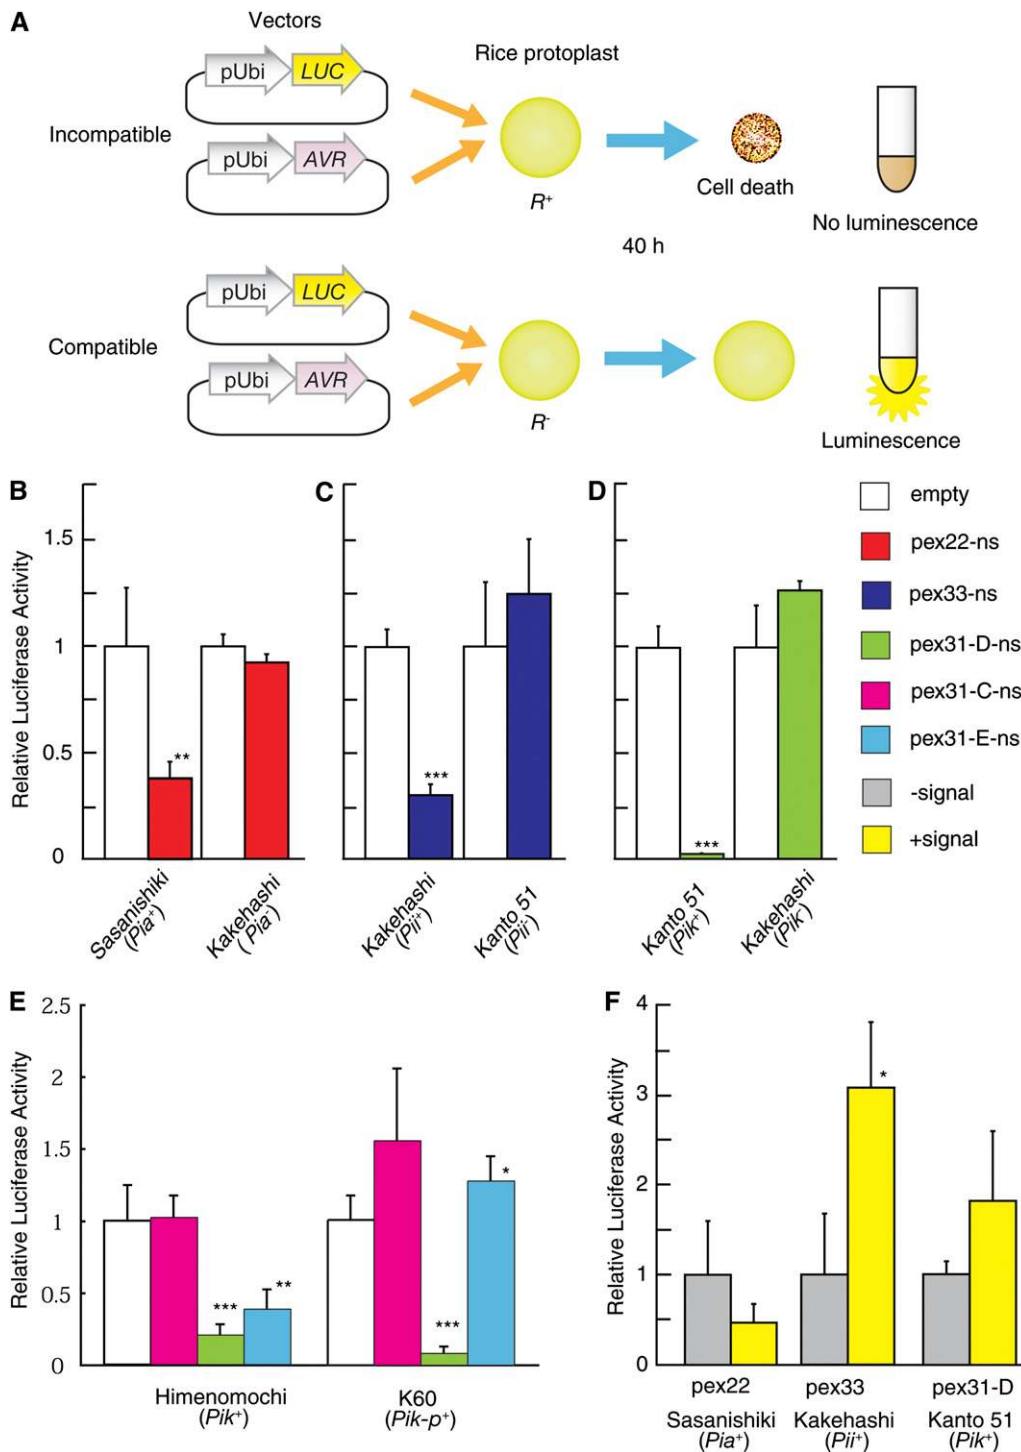 A
Vectors
pUbi LUC
Rice protoplast
Incompatible
pUbi AVR
R+
Cell death
No luminescence
40 h
pUbi LUC
Compatible
pUbi AVR
R-
Luminescence
B
C
D
Relative Luciferase Activity
1.5
1
0.5
0
**
***
***
Sasanishiki
(Pia+)
Kakehashi
(Pia-)
Kakehashi
(Pii+)
Kanto 51
(Pii-)
Kanto 51
(Pik+)
Kakehashi
(Pik-)
empty
pex22-ns
pex33-ns
pex31-D-ns
pex31-C-ns
pex31-E-ns
-signal
+signal
E
Relative Luciferase Activity
2.5
2
1.5
1
0.5
0
***
**
***
*
Himenomochi
(Pik+)
K60
(Pik-p+)
F
Relative Luciferase Activity
4
3
2
1
0
*
pex22
pex33
pex31-D
Sasanishiki
(Pia+)
Kakehashi
(Pii+)
Kanto 51
(Pik+)